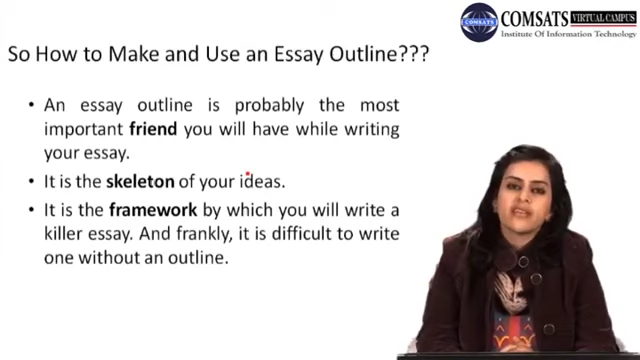 COMSATS VIRTUAL CAMPUS
Institute Of Information Technology
So How to Make and Use an Essay Outline???
• An essay outline is probably the most
important friend you will have while writing
your essay.
• It is the skeleton of your ideas.
• It is the framework by which you will write a
killer essay. And frankly, it is difficult to write
one without an outline.